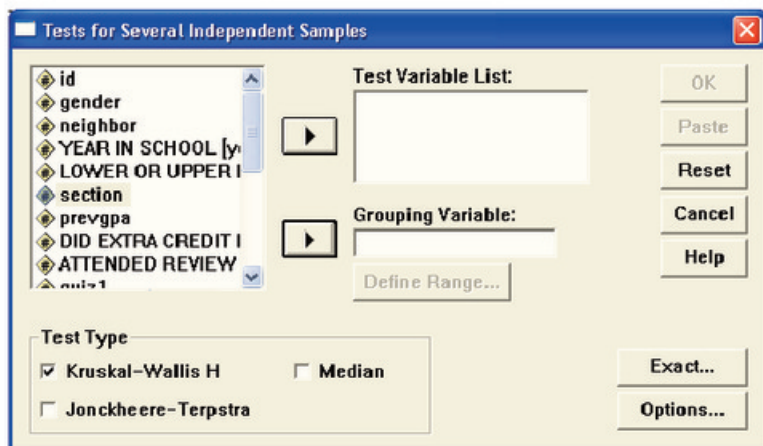 Tests for Several Independent Samples
id
gender
neighbor
YEAR IN SCHOOL [y
LOWER OR UPPER
section
prevgpa
DID EXTRA CREDIT
ATTENDED REVIEW
quiz1
Test Variable List:
Grouping Variable:
Define Range...
OK
Paste
Reset
Cancel
Help
Test Type
Kruskal-Wallis H
Median
Jonckheere-Terpstra
Exact...
Options...